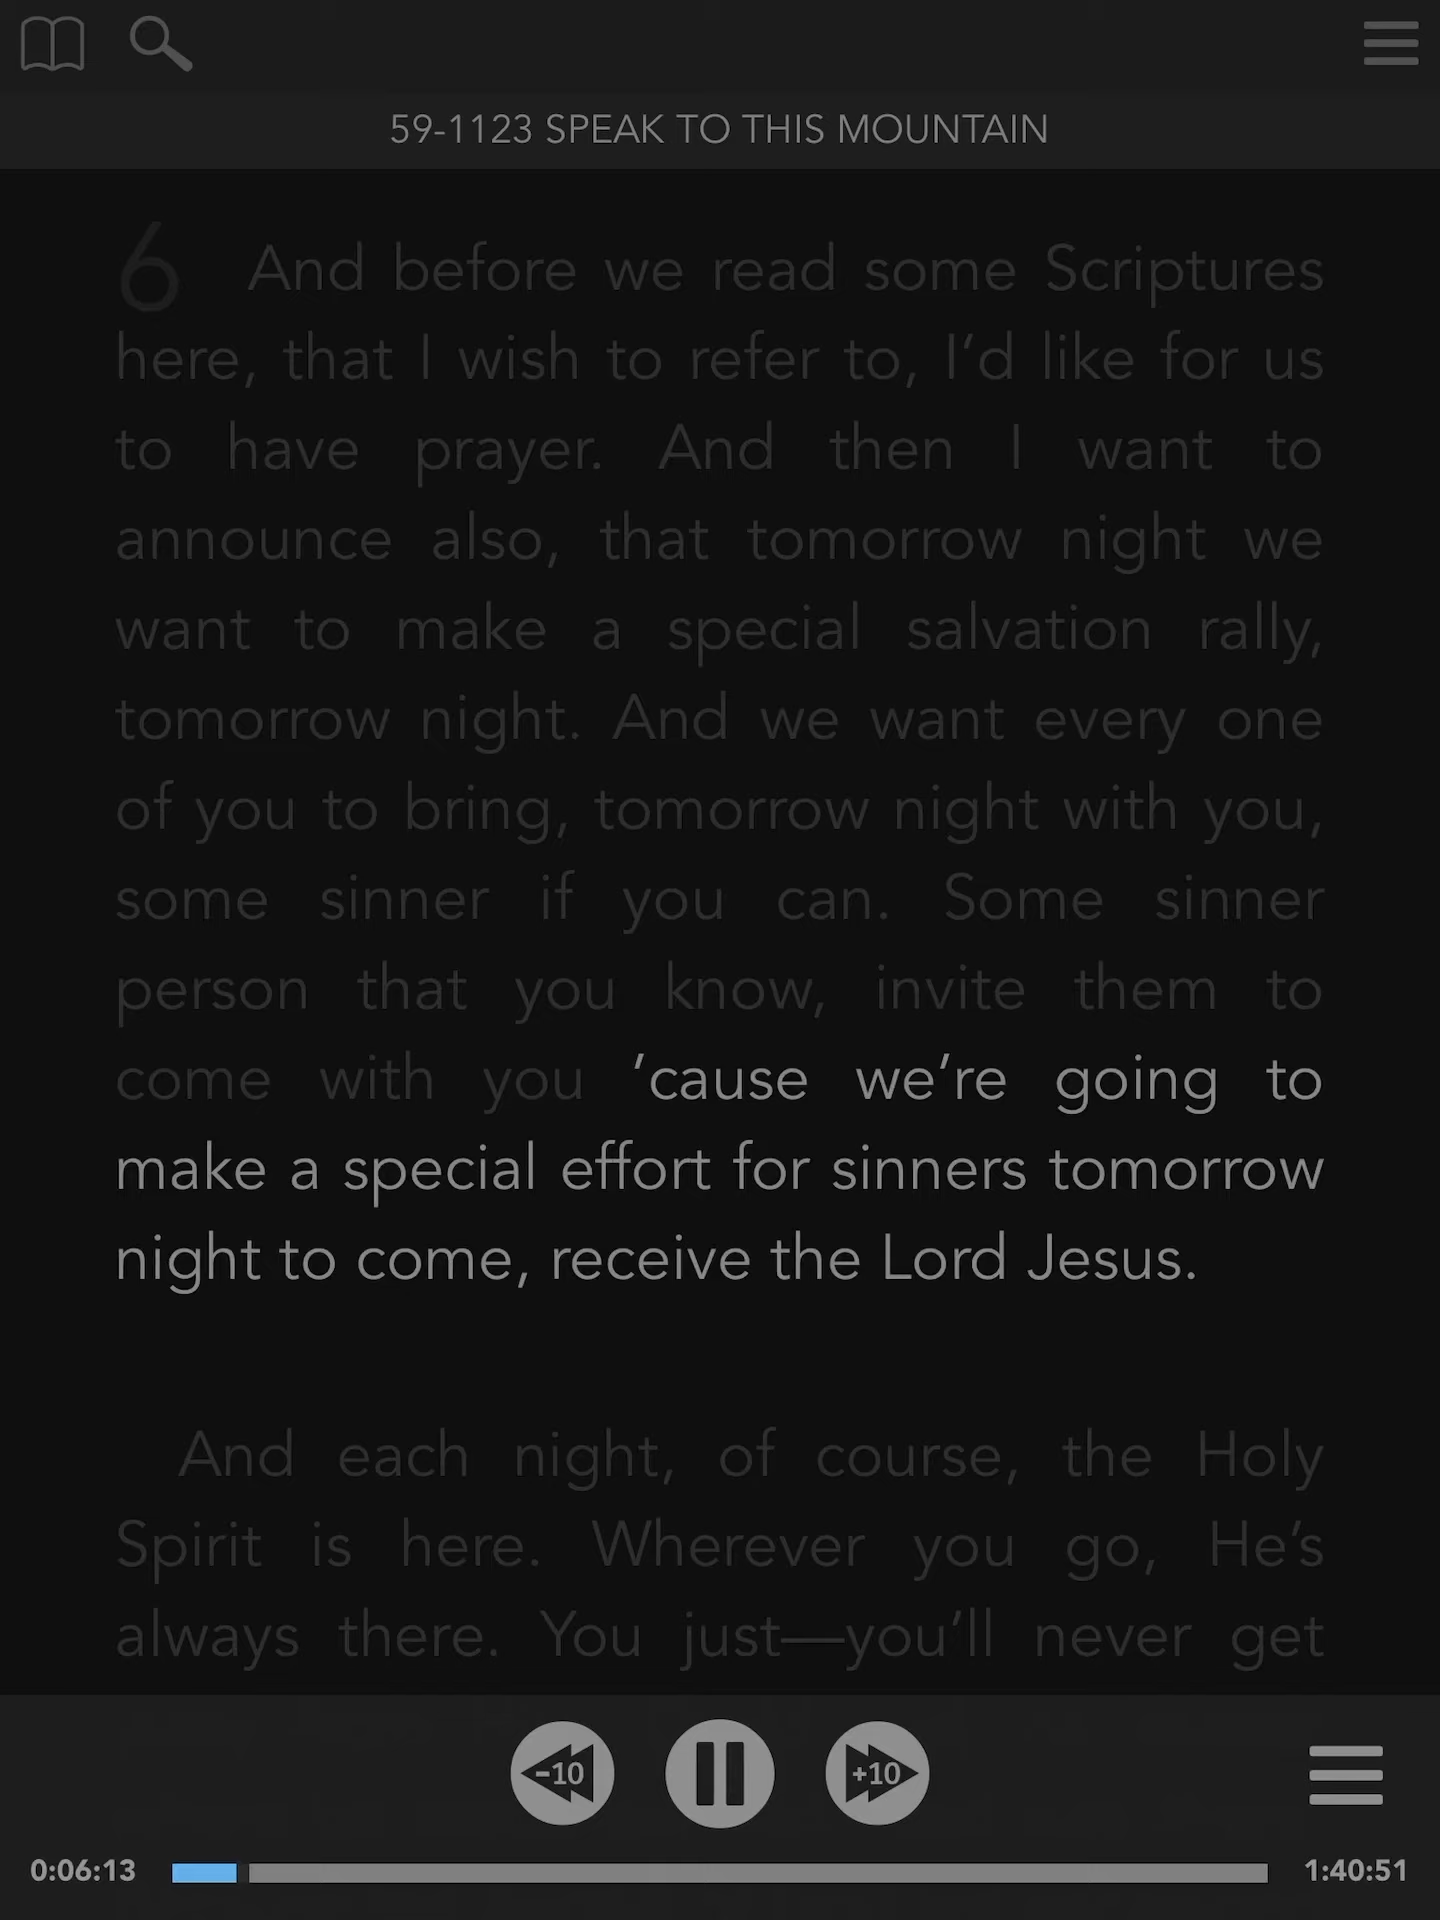 59-1123 SPEAK TO THIS MOUNTAIN
6 And before we read some Scriptures
here, that I wish to refer to, I’d like for us
to have prayer. And then I want to
announce also, that tomorrow night we
want to make a special salvation rally,
tomorrow night. And we want every one
of you to bring, tomorrow night with you,
some sinner if you can. Some sinner
person that you know, invite them to
come with you ’cause we’re going to
make a special effort for sinners tomorrow
night to come, receive the Lord Jesus.
And each night, of course, the Holy
Spirit is here. Wherever you go, He’s
always there. You just—you’ll never get
-10 +10
0:06:13 1:40:51